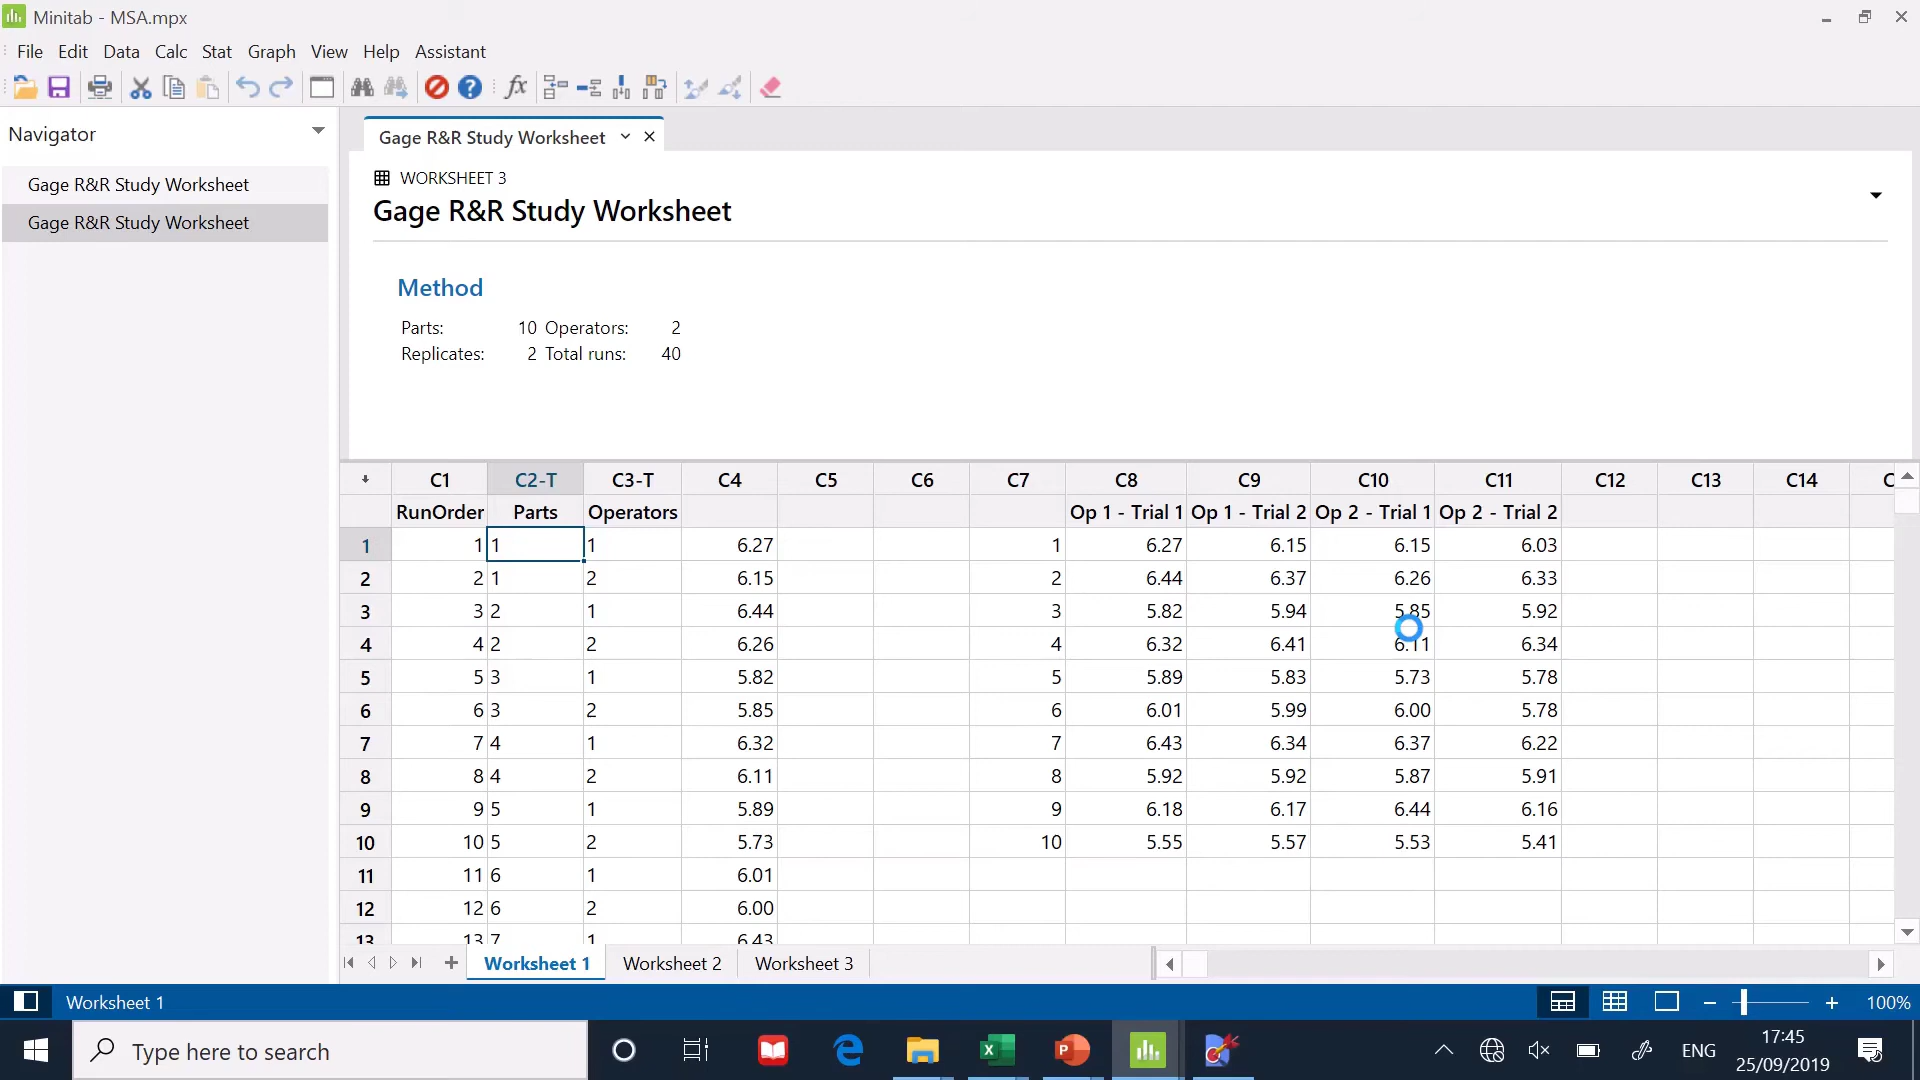 Minitab - MSA.mpx
File Edit Data Calc Stat Graph View Help Assistant
Navigator
Gage R&R Study Worksheet
Gage R&R Study Worksheet
Gage R&R Study Worksheet
WORKSHEET 3
Gage R&R Study Worksheet
Method
Parts: 10 Operators: 2
Replicates: 2 Total runs: 40
C1 C2-T C3-T C4 C5 C6 C7 C8 C9 C10 C11 C12 C13 C14 C
RunOrder Parts Operators Op 1 - Trial 1 Op 1 - Trial 2 Op 2 - Trial 1 Op 2 - Trial 2
1 1 1 1 6.27 1 6.27 6.15 6.15 6.03
2 2 1 2 6.15 2 6.44 6.37 6.26 6.33
3 3 2 1 6.44 3 5.82 5.94 5.85 5.92
4 4 2 2 6.26 4 6.32 6.41 6.11 6.34
5 5 3 1 5.82 5 5.89 5.83 5.73 5.78
6 6 3 2 5.85 6 6.01 5.99 6.00 5.78
7 7 4 1 6.32 7 6.43 6.34 6.37 6.22
8 8 4 2 6.11 8 5.92 5.92 5.87 5.91
9 9 5 1 5.89 9 6.18 6.17 6.44 6.16
10 10 5 2 5.73 10 5.55 5.57 5.53 5.41
11 11 6 1 6.01
12 12 6 2 6.00
13 13 7 1 6.43
Worksheet 1 Worksheet 2 Worksheet 3
Worksheet 1 100%
Type here to search ENG 17:45
25/09/2019